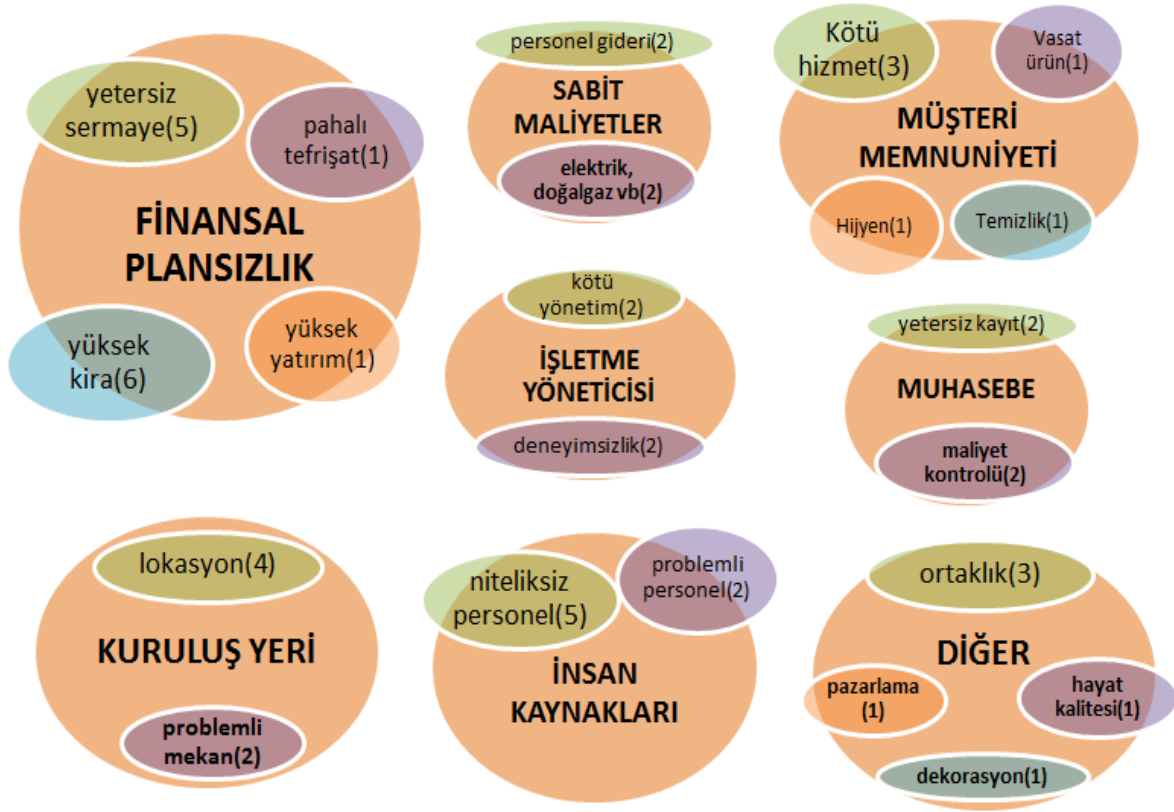 yetersiz
sermaye(5)
pahalı
tefrişat(1)
FİNANSAL
PLANSIZLIK
yüksek
kira(6)
yüksek
yatırım(1)
personel gideri(2)
SABİT
MALİYETLER
elektrik,
doğalgaz vb(2)
Kötü
hizmet(3)
Vasat
ürün(1)
MÜŞTERİ
MEMNUNİYETİ
Hijyen(1)
Temizlik(1)
kötü
yönetim(2)
İŞLETME
YÖNETİCİSİ
deneyimsizlik(2)
yetersiz kayıt(2)
MUHASEBE
maliyet
kontrolü(2)
lokasyon(4)
KURULUŞ YERİ
problemli
mekan(2)
niteliksiz
personel(5)
problemli
personel(2)
İNSAN
KAYNAKLARI
ortaklık(3)
DİĞER
pazarlama
(1)
hayat
kalitesi(1)
dekorasyon(1)